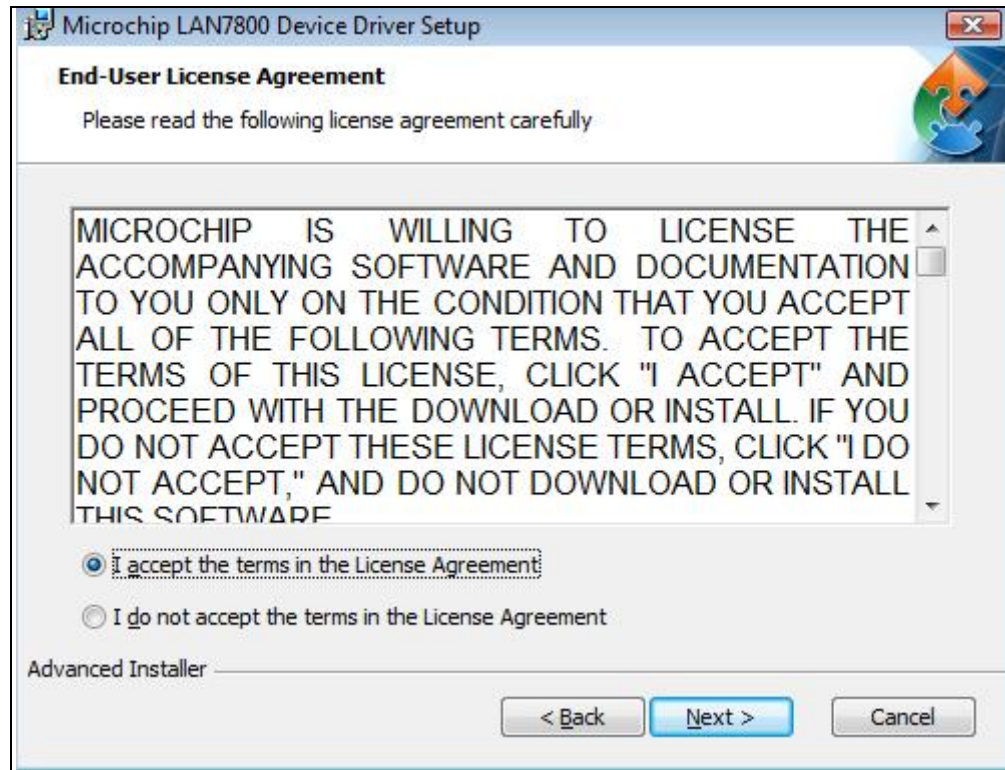 Microchip LAN7800 Device Driver Setup
End-User License Agreement
Please read the following license agreement carefully
MICROCHIP IS WILLING TO LICENSE THE
ACCOMPANYING SOFTWARE AND DOCUMENTATION
TO YOU ONLY ON THE CONDITION THAT YOU ACCEPT
ALL OF THE FOLLOWING TERMS. TO ACCEPT THE
TERMS OF THIS LICENSE, CLICK "I ACCEPT" AND
PROCEED WITH THE DOWNLOAD OR INSTALL. IF YOU
DO NOT ACCEPT THESE LICENSE TERMS, CLICK "I DO
NOT ACCEPT," AND DO NOT DOWNLOAD OR INSTALL
THIS SOFTWARE
I accept the terms in the License Agreement
I do not accept the terms in the License Agreement
Advanced Installer
< Back Next > Cancel